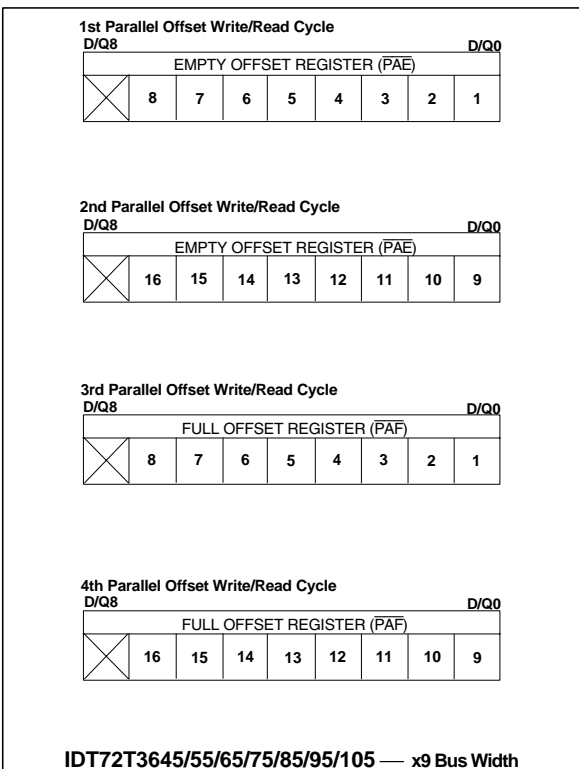 1st Parallel Offset Write/Read Cycle
D/Q8 D/Q0
EMPTY OFFSET REGISTER (PAE)
8 7 6 5 4 3 2 1
2nd Parallel Offset Write/Read Cycle
D/Q8 D/Q0
EMPTY OFFSET REGISTER (PAE)
16 15 14 13 12 11 10 9
3rd Parallel Offset Write/Read Cycle
D/Q8 D/Q0
FULL OFFSET REGISTER (PAF)
8 7 6 5 4 3 2 1
4th Parallel Offset Write/Read Cycle
D/Q8 D/Q0
FULL OFFSET REGISTER (PAF)
16 15 14 13 12 11 10 9
IDT72T3645/55/65/75/85/95/105 — x9 Bus Width